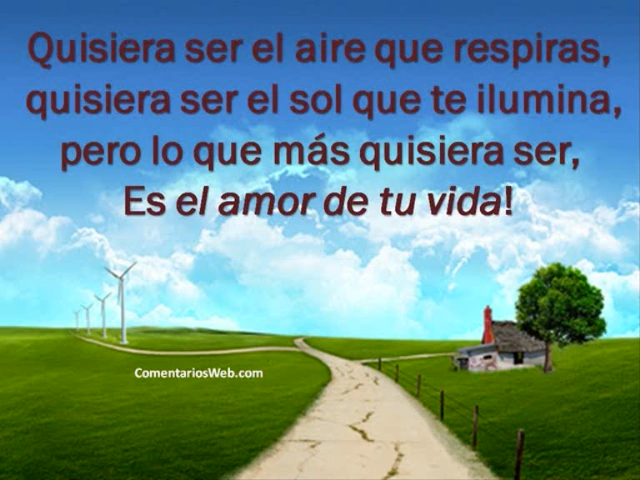 Quisiera ser el aire que respiras,
quisiera ser el sol que te ilumina,
pero lo que más quisiera ser,
Es el amor de tu vida!
ComentariosWeb.com